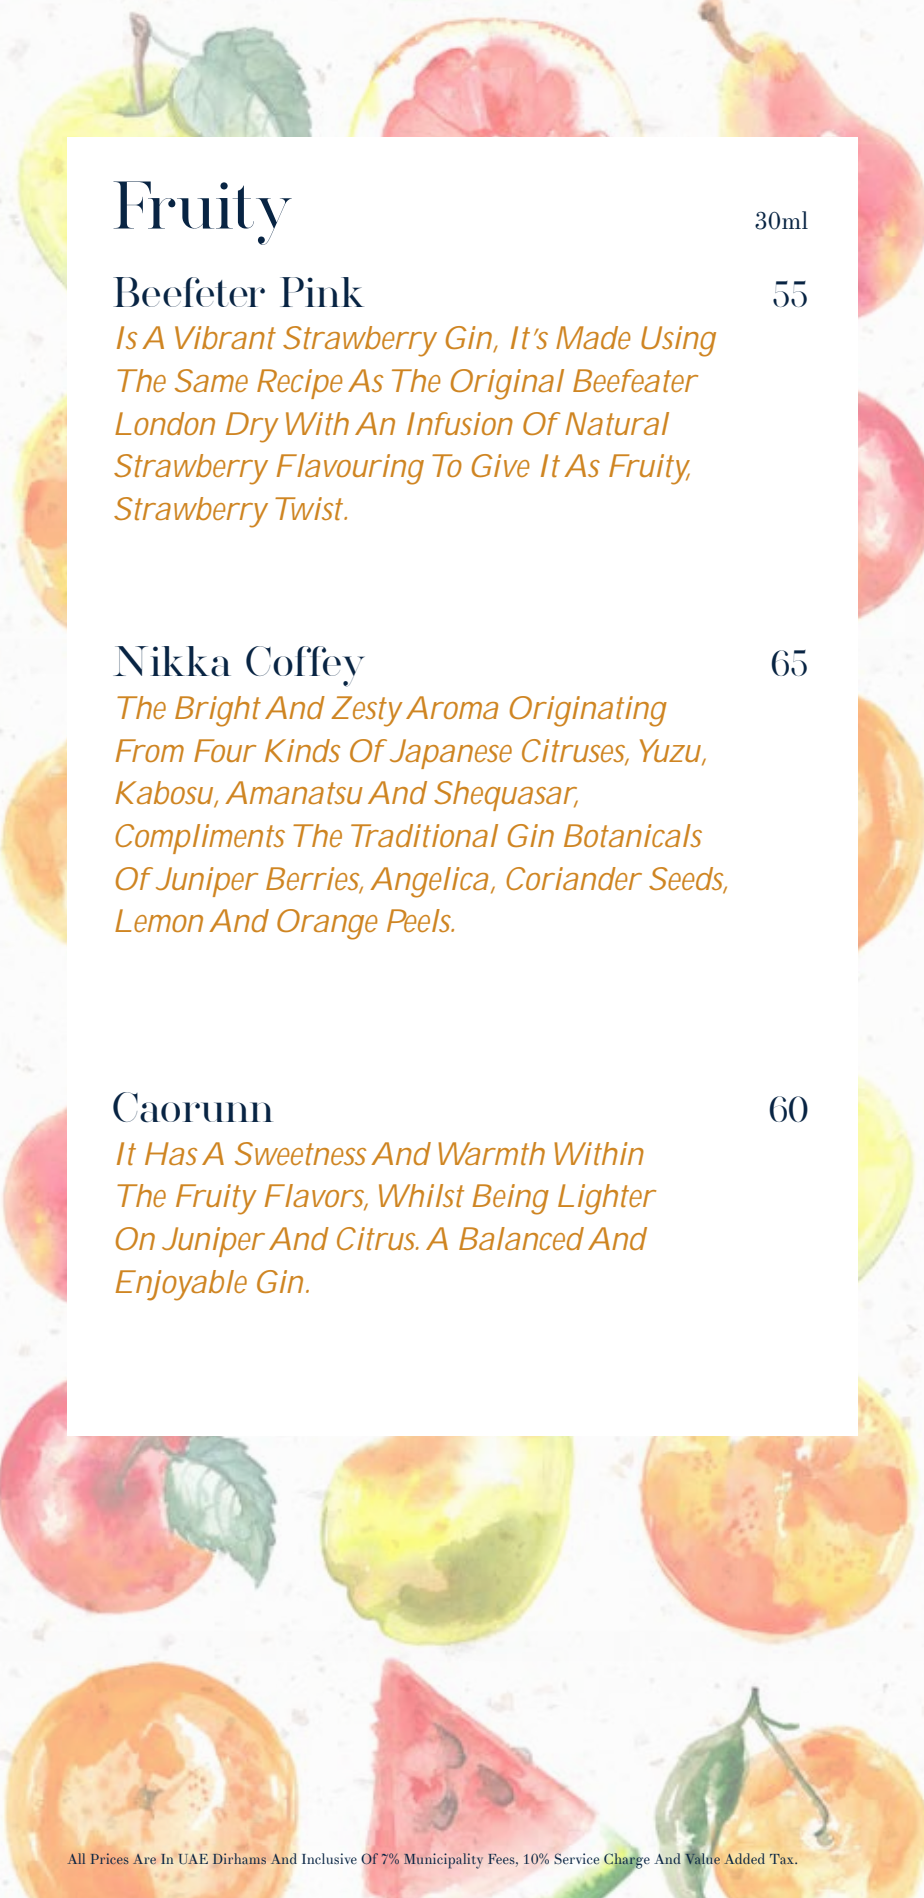 Fruity
30ml
Beefeter Pink 55
Is A Vibrant Strawberry Gin, It's Made Using
The Same Recipe As The Original Beefeater
London Dry With An Infusion Of Natural
Strawberry Flavouring To Give It As Fruity,
Strawberry Twist.
Nikka Coffey 65
The Bright And Zesty Aroma Originating
From Four Kinds Of Japanese Citruses, Yuzu,
Kabosu, Amanatsu And Shequasar,
Compliments The Traditional Gin Botanicals
Of Juniper Berries, Angelica, Coriander Seeds,
Lemon And Orange Peels.
Caorunn 60
It Has A Sweetness And Warmth Within
The Fruity Flavors, Whilst Being Lighter
On Juniper And Citrus. A Balanced And
Enjoyable Gin.
All Prices Are In UAE Dirhams And Inclusive Of 7% Municipality Fees, 10% Service Charge And Value Added Tax.